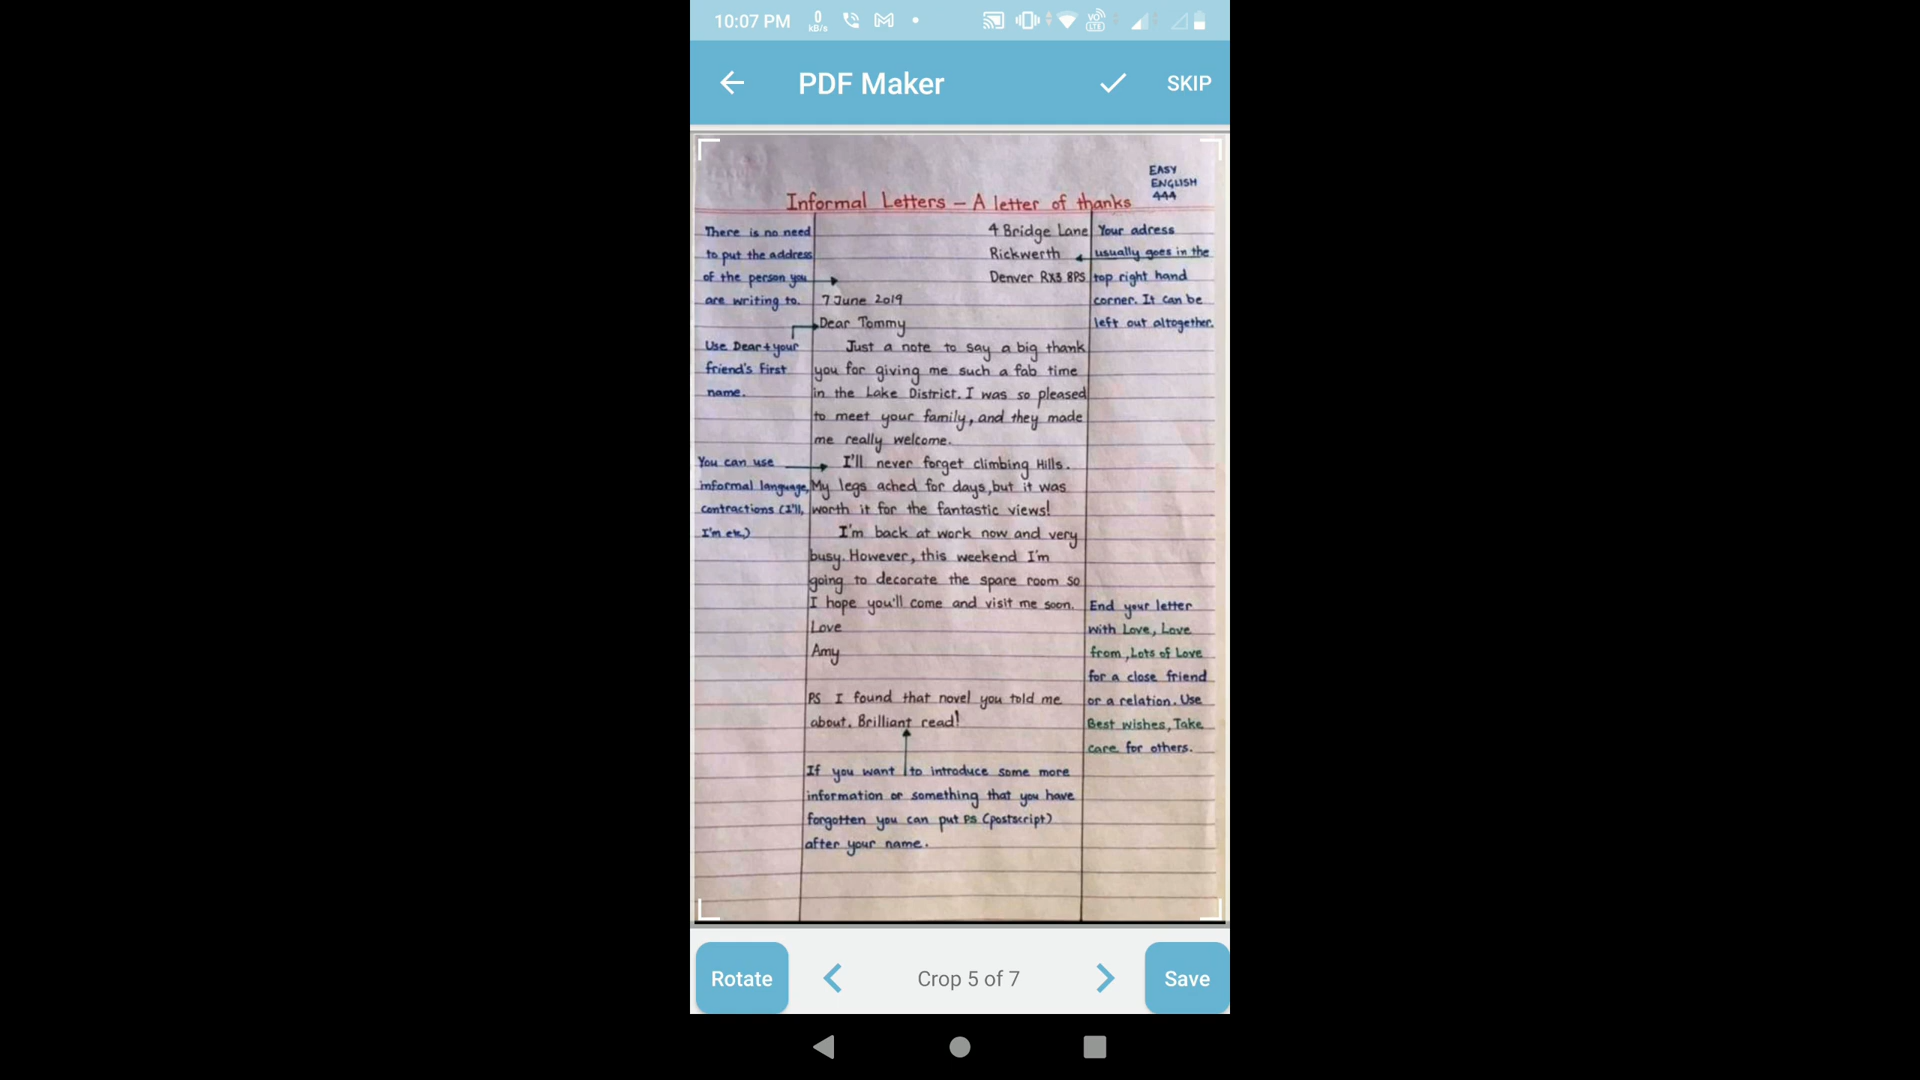 10:07 PM 0 kB/s VO LTE
PDF Maker SKIP
EASY
ENGLISH
444
Informal Letters – A letter of thanks
There is no need
to put the address
of the person you
are writing to.
Use Dear + your
friend's First
name.
You can use
informal language,
contractions (I'll,
I'm etc.)
4 Bridge Lane
Rickwerth
Denver Rx3 8PS
7 June 2019
Dear Tommy
Just a note to say a big thank
you for giving me such a fab time
in the Lake District. I was so pleased
to meet your family, and they made
me really welcome.
I'll never forget climbing Hills.
My legs ached for days, but it was
worth it for the fantastic views!
I'm back at work now and very
busy. However, this weekend I'm
going to decorate the spare room so
I hope you'll come and visit me soon.
Love
Amy
PS I found that novel you told me
about. Brilliant read!
If you want to introduce some more
information or something that you have
forgotten you can put PS (postscript)
after your name.
Your adress
usually goes in the
top right hand
corner. It can be
left out altogether.
End your letter
with Love, Love
from, Lots of Love
for a close friend
or a relation. Use
Best wishes, Take
care for others.
Rotate Crop 5 of 7 Save